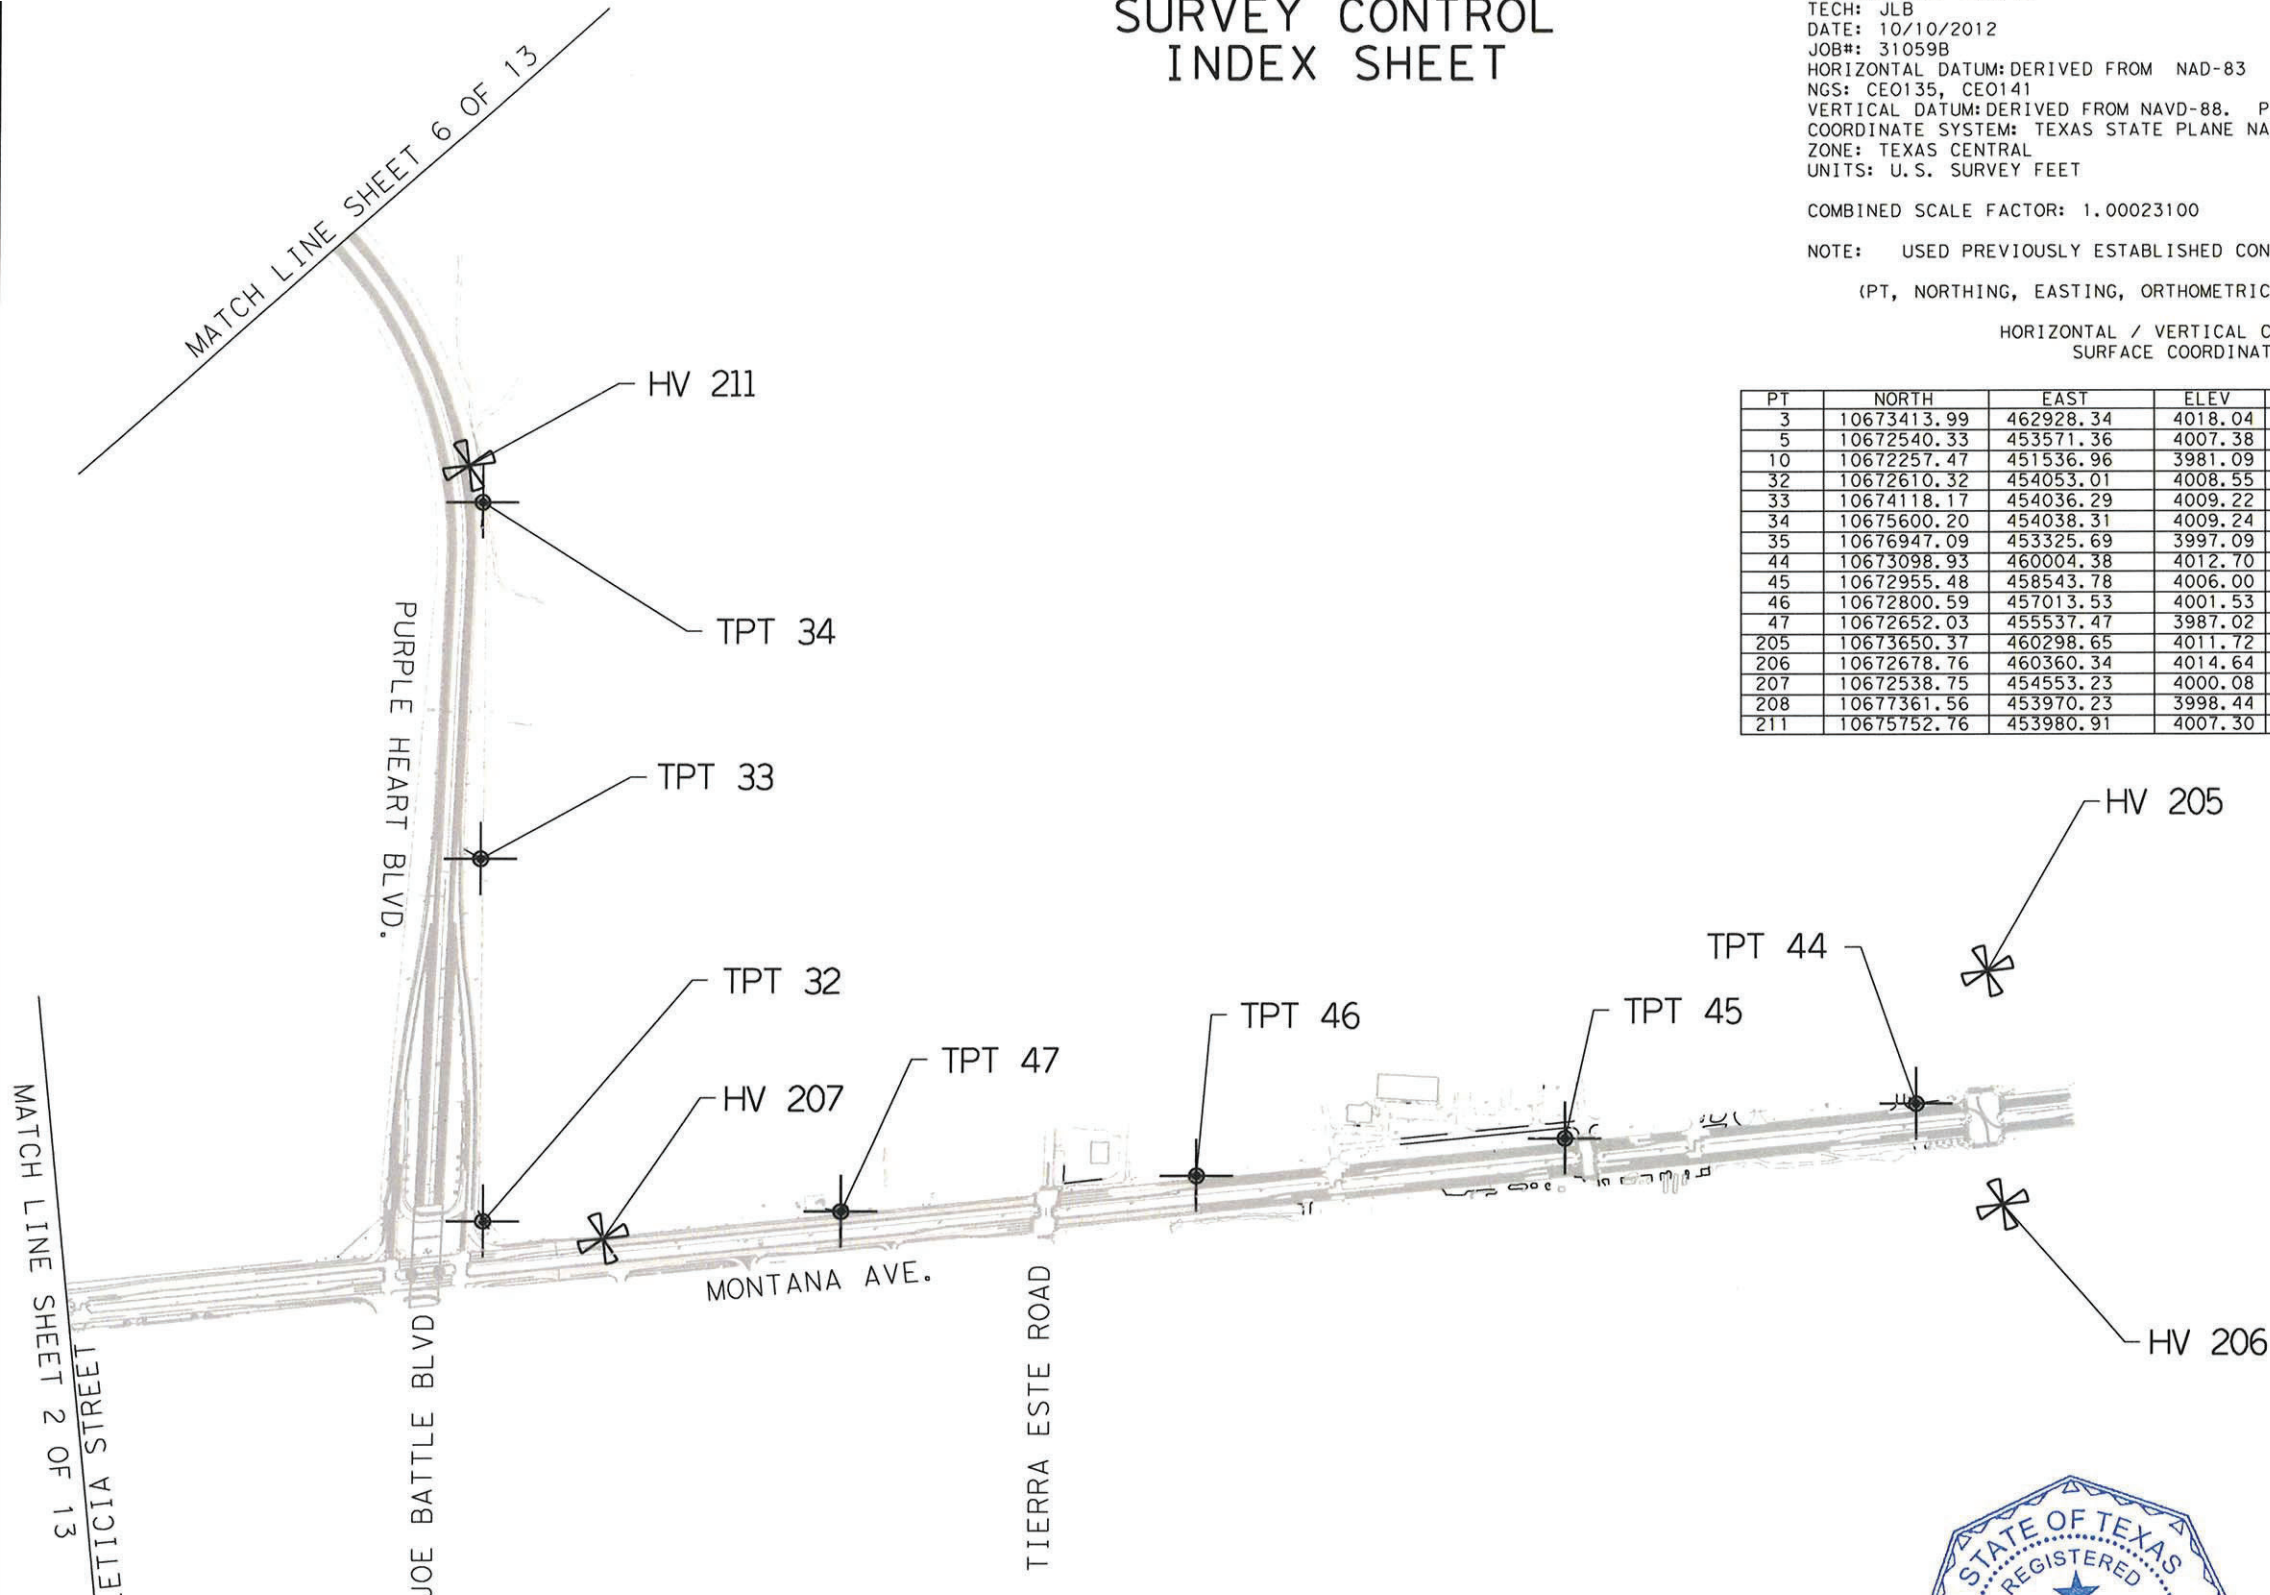 SURVEY CONTROL
INDEX SHEET
TECH: JLB
DATE: 10/10/2012
JOB#: 31059B
HORIZONTAL DATUM: DERIVED FROM NAD-83
NGS: CE0135, CE0141
VERTICAL DATUM: DERIVED FROM NAVD-88. P
COORDINATE SYSTEM: TEXAS STATE PLANE NA
ZONE: TEXAS CENTRAL
UNITS: U.S. SURVEY FEET
COMBINED SCALE FACTOR: 1.00023100
NOTE: USED PREVIOUSLY ESTABLISHED CON
(PT, NORTHING, EASTING, ORTHOMETRIC
HORIZONTAL / VERTICAL C
SURFACE COORDINAT
PT NORTH EAST ELEV
3 10673413.99 462928.34 4018.04
5 10672540.33 453571.36 4007.38
10 10672257.47 451536.96 3981.09
32 10672610.32 454053.01 4008.55
33 10674118.17 454036.29 4009.22
34 10675600.20 454038.31 4009.24
35 10676947.09 453325.69 3997.09
44 10673098.93 460004.38 4012.70
45 10672955.48 458543.78 4006.00
46 10672800.59 457013.53 4001.53
47 10672652.03 455537.47 3987.02
205 10673650.37 460298.65 4011.72
206 10672678.76 460360.34 4014.64
207 10672538.75 454553.23 4000.08
208 10677361.56 453970.23 3998.44
211 10675752.76 453980.91 4007.30
MATCH LINE SHEET 6 OF 13
HV 211
TPT 34
PURPLE HEART BLVD.
TPT 33
HV 205
TPT 44
TPT 32
TPT 46
TPT 45
TPT 47
HV 207
MATCH LINE SHEET 2 OF 13
MONTANA AVE.
HV 206
LETICIA STREET
JOE BATTLE BLVD
TIERRA ESTE ROAD
STATE OF TEXAS
REGISTERED